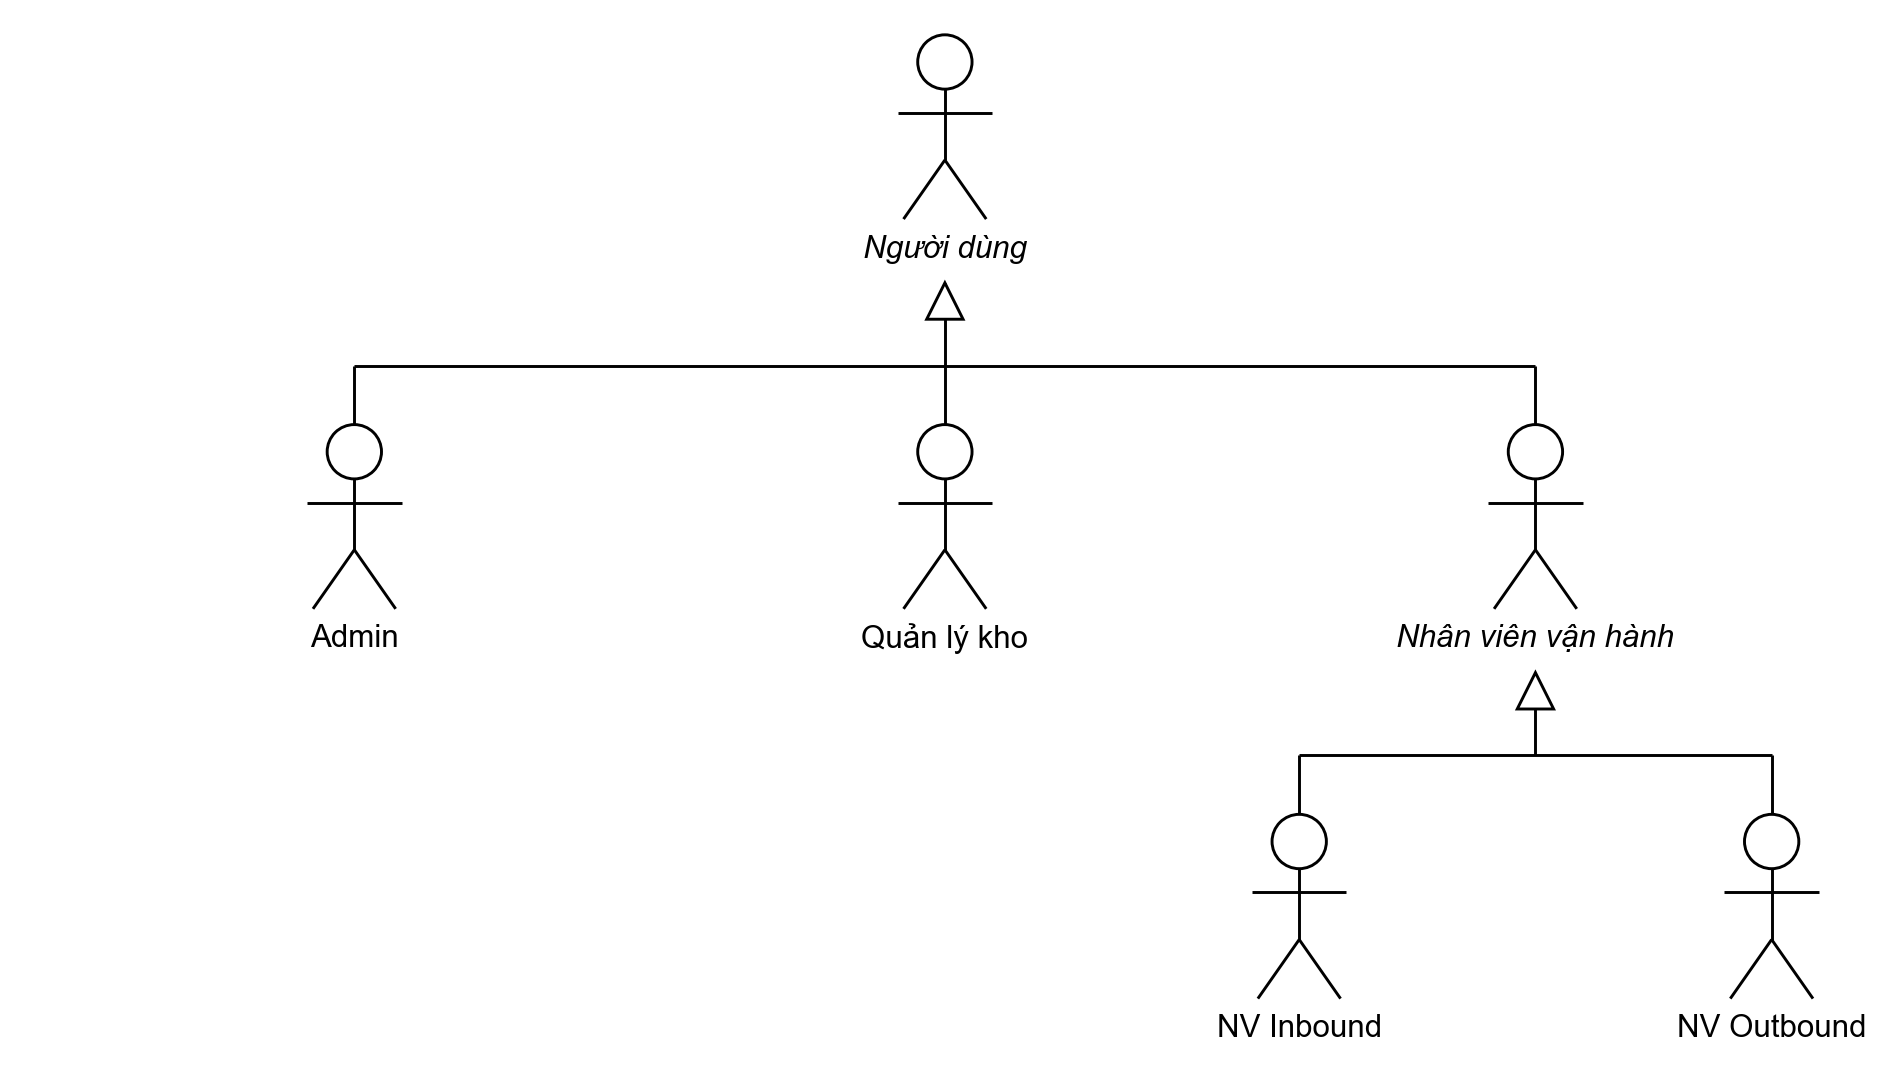 Người dùng
Admin
Quản lý kho
Nhân viên vận hành
NV Inbound
NV Outbound